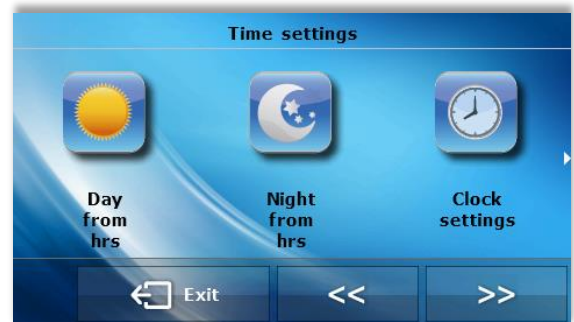 Time settings
Day
from
hrs
Night
from
hrs
Clock
settings
Exit
<<
>>